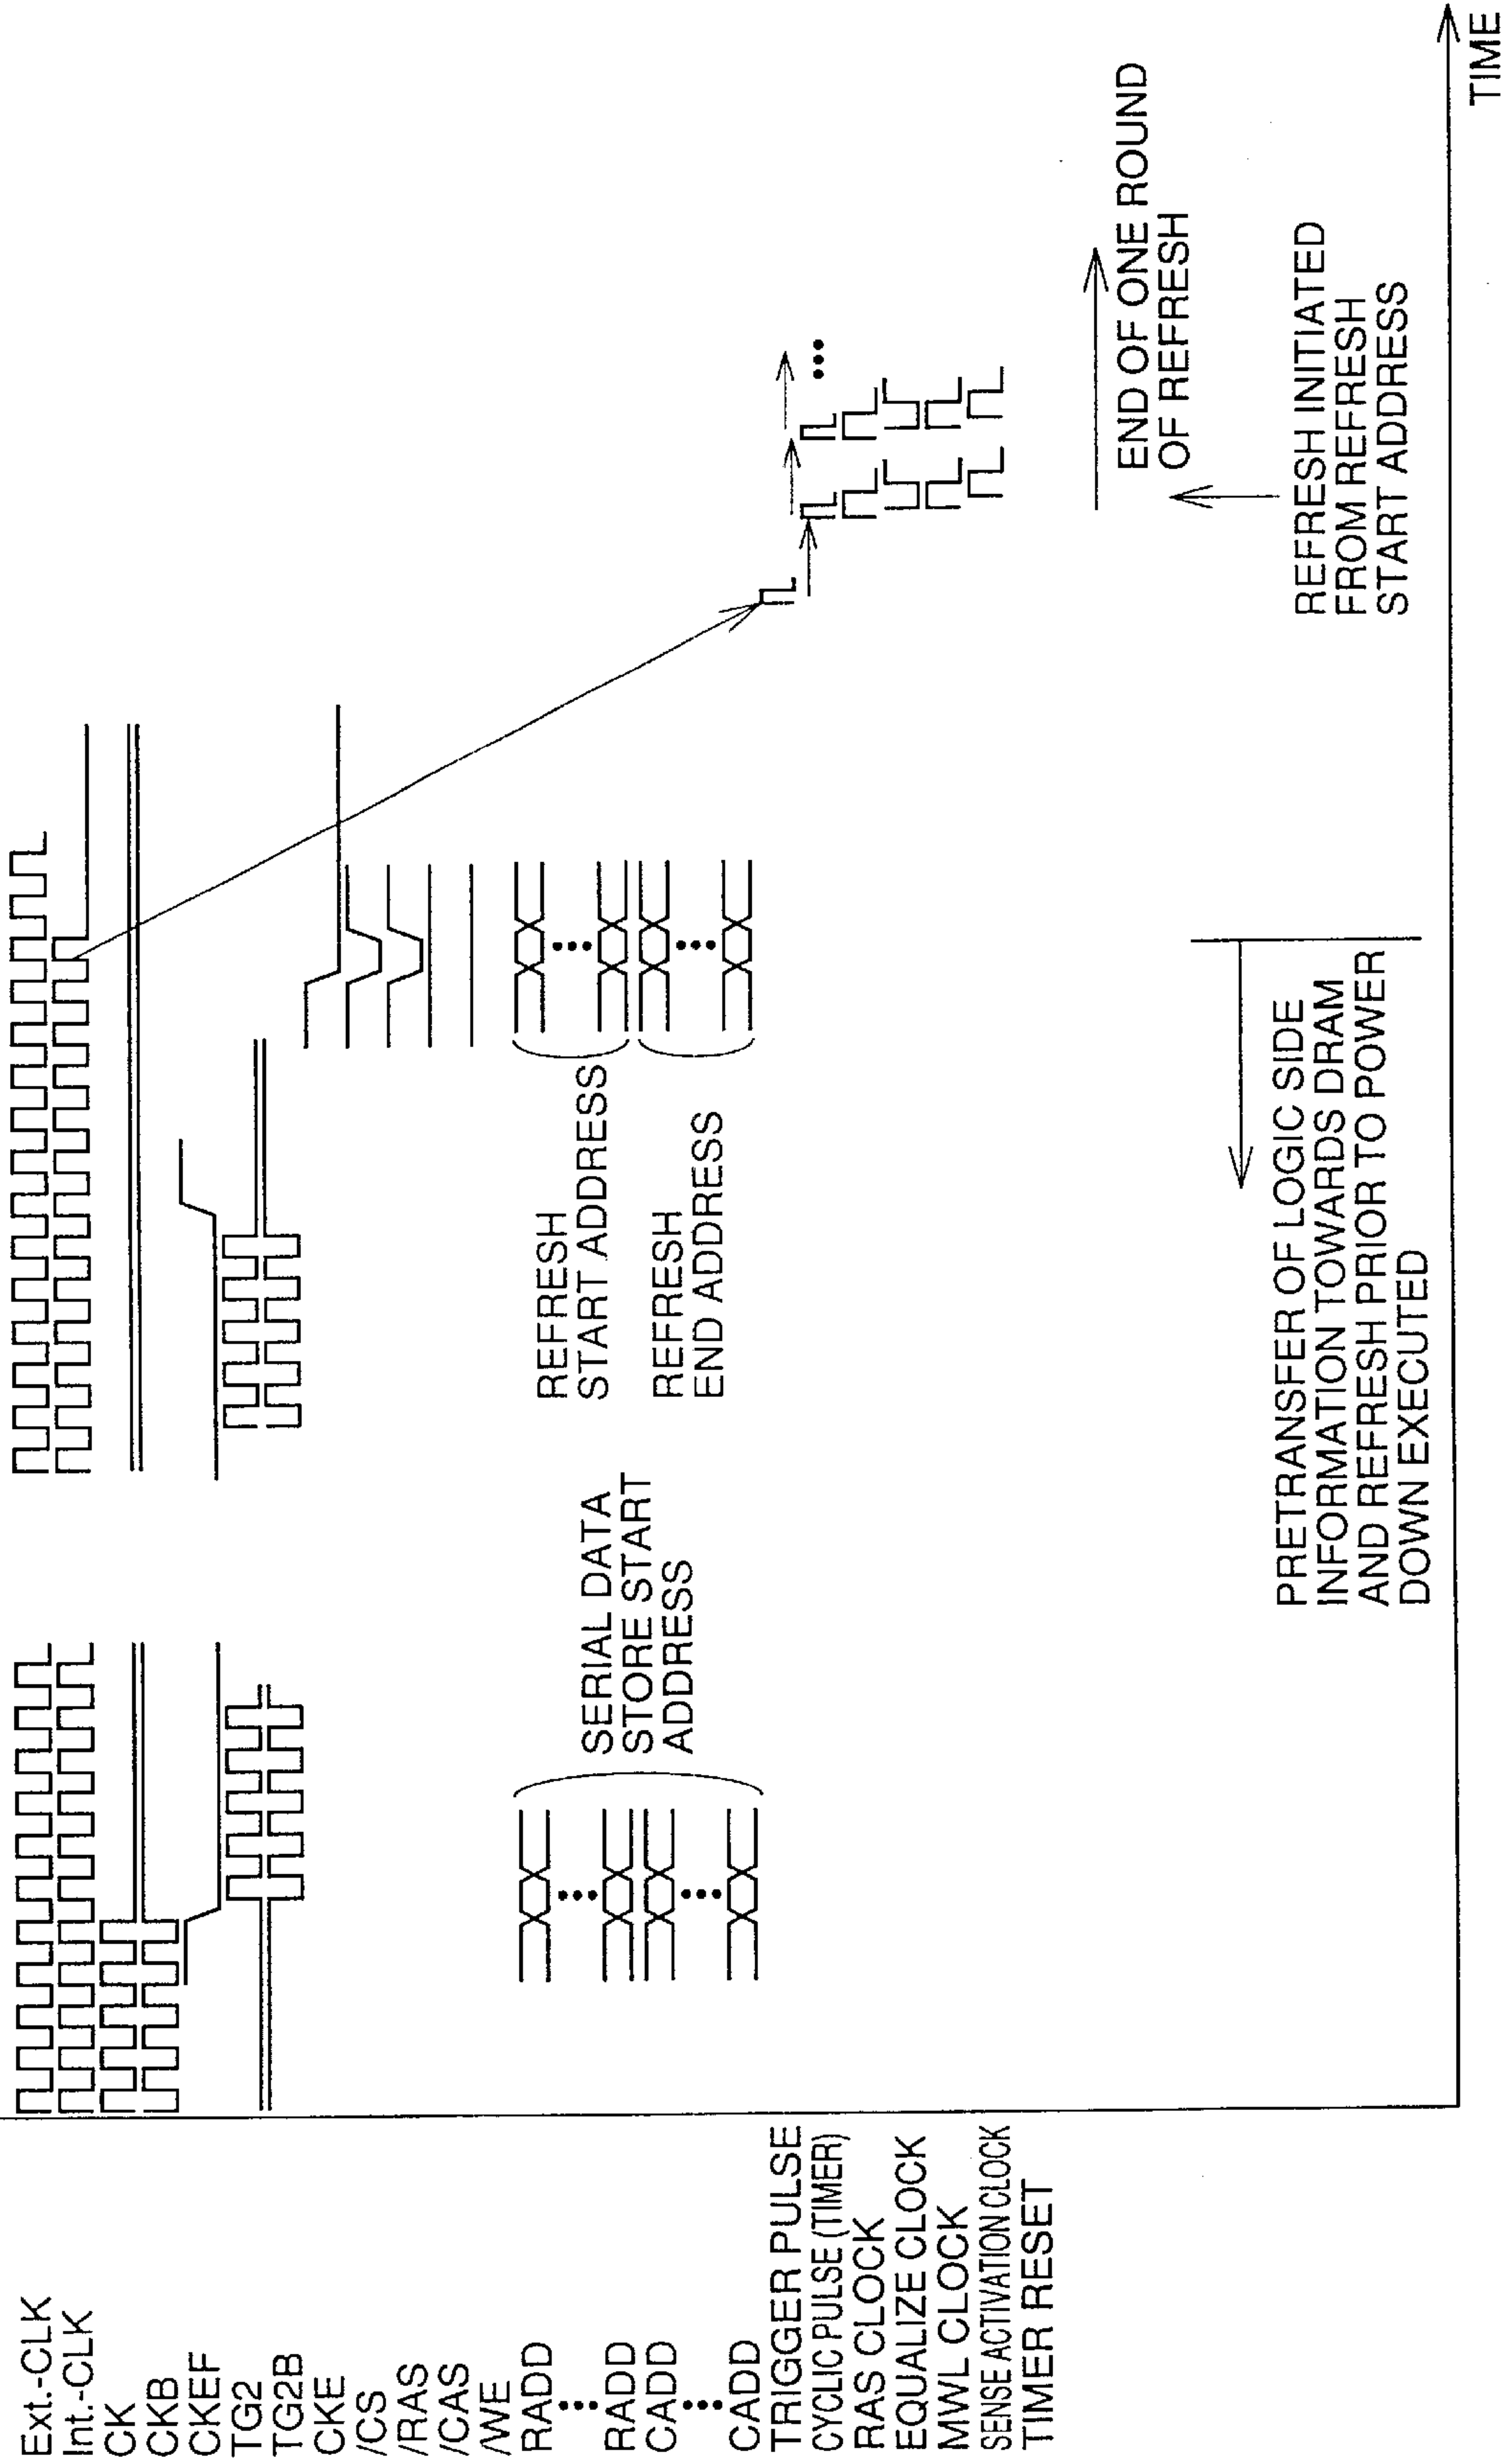 Ext.-CLK
Int.-CLK
CK
CKB
CKEF
TG2
TG2B
CKE
/CS
/RAS
/CAS
/WE
RADD
RADD
CADD
CADD
TRIGGER PULSE
CYCLIC PULSE (TIMER)
RAS CLOCK
EQUALIZE CLOCK
MWL CLOCK
SENSE ACTIVATION CLOCK
TIMER RESET
SERIAL DATA
STORE START
ADDRESS
REFRESH
START ADDRESS
REFRESH
END ADDRESS
PRETRANSFER OF LOGIC SIDE
INFORMATION TOWARDS DRAM
AND REFRESH PRIOR TO POWER
DOWN EXECUTED
END OF ONE ROUND
OF REFRESH
REFRESH INITIATED
FROM REFRESH
START ADDRESS
TIME